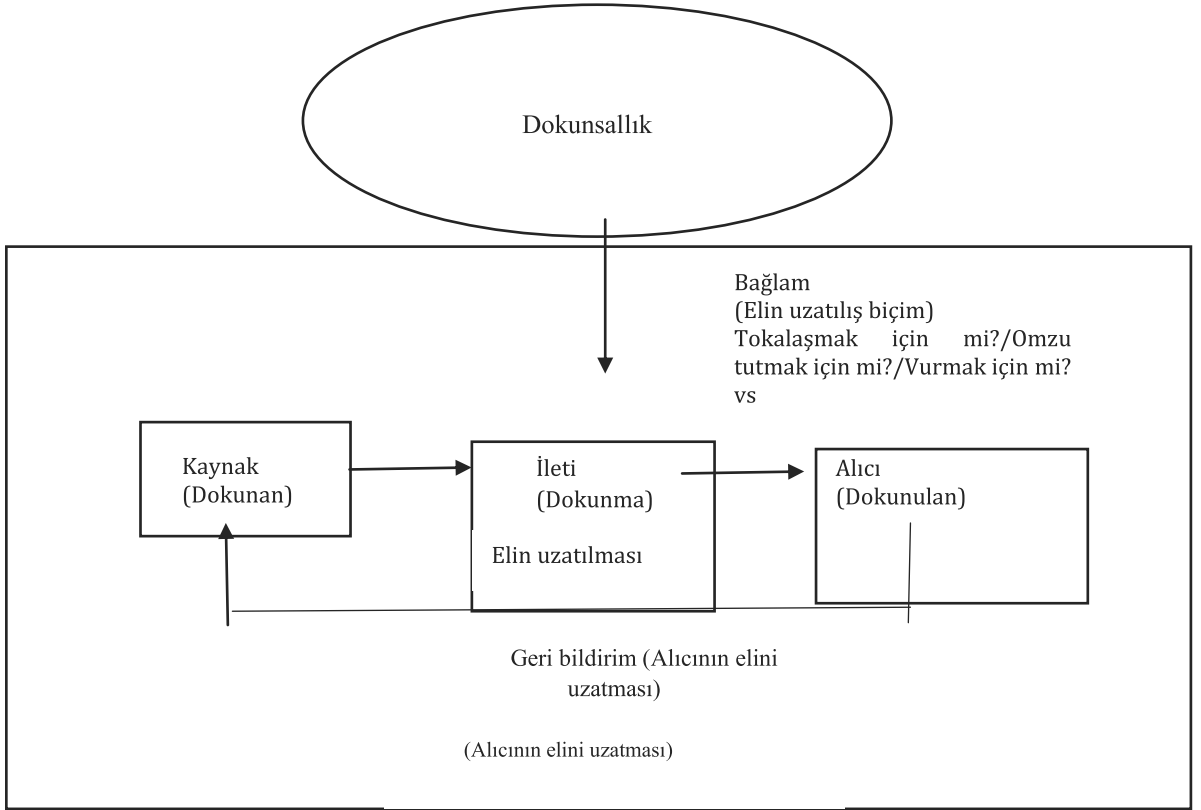 Dokunsallık
Bağlam
(Elin uzatılış biçim)
Tokalaşmak için mi?/Omzu
tutmak için mi?/Vurmak için mi?
vs
Kaynak
(Dokunan)
İleti
(Dokunma)
Elin uzatılması
Alıcı
(Dokunulan)
Geri bildirim (Alıcının elini
uzatması)
(Alıcının elini uzatması)